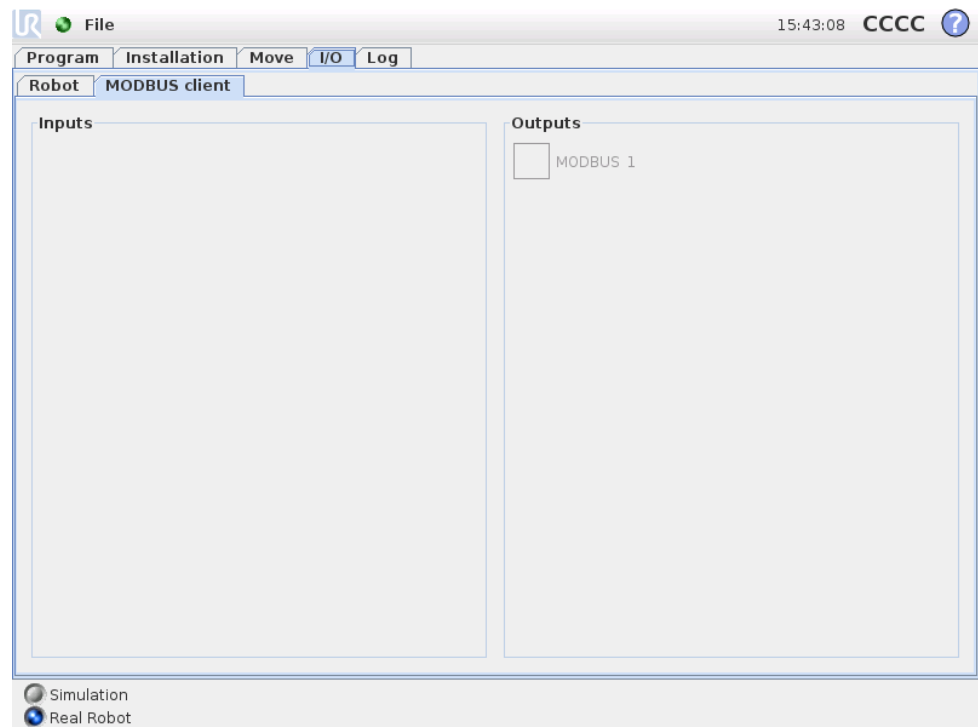 UR File 15:43:08 CCCC ?
Program Installation Move I/O Log
Robot MODBUS client
Inputs
Outputs
MODBUS 1
Simulation
Real Robot